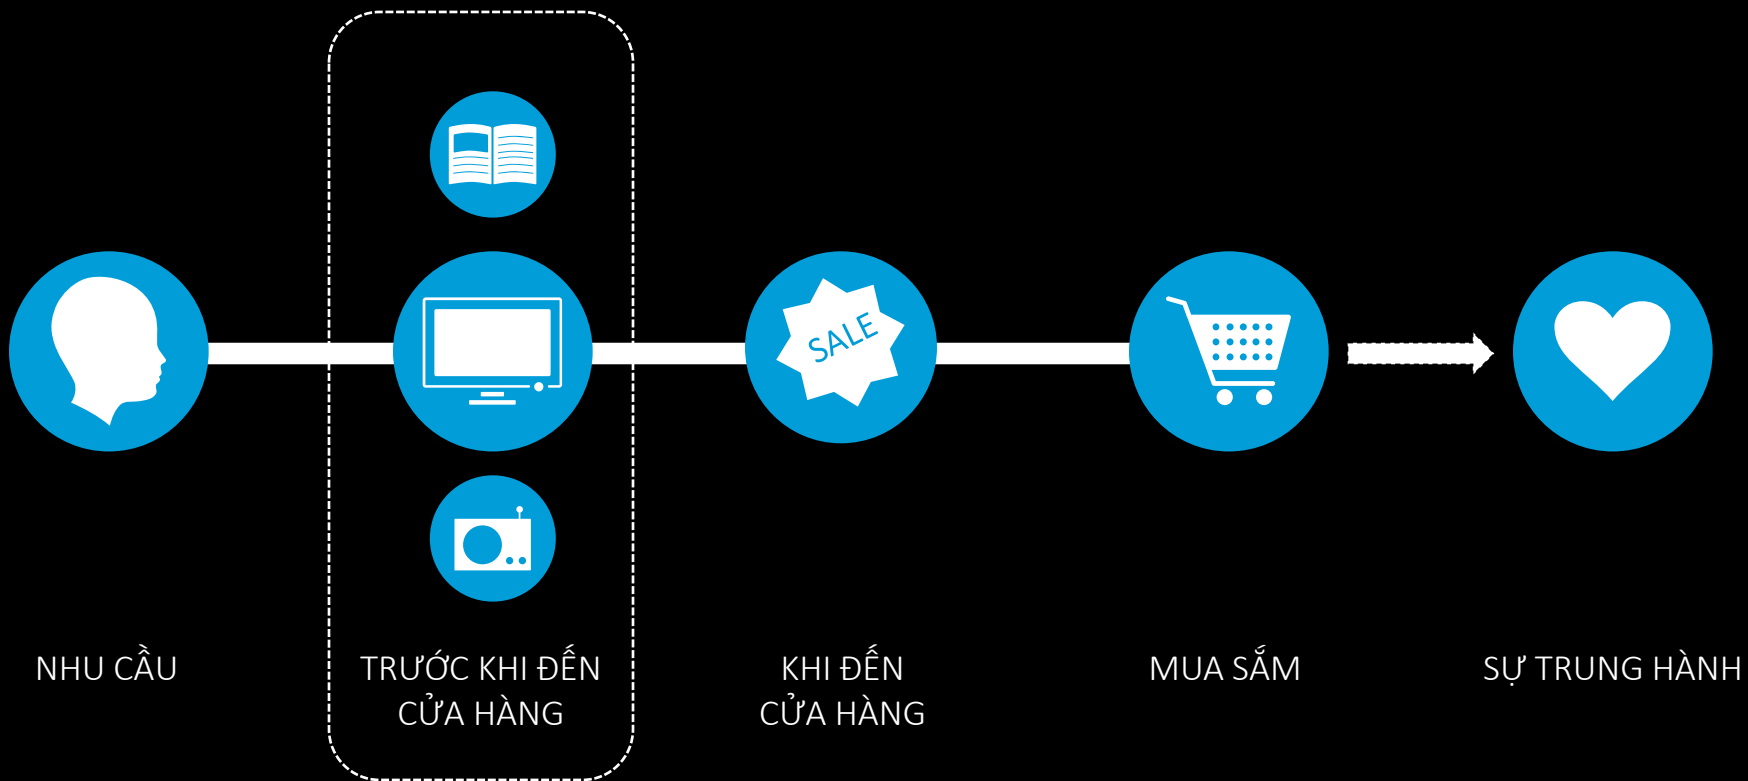 SALE
NHU CẦU
TRƯỚC KHI ĐẾN
CỬA HÀNG
KHI ĐẾN
CỬA HÀNG
MUA SẮM
SỰ TRUNG HÀNH